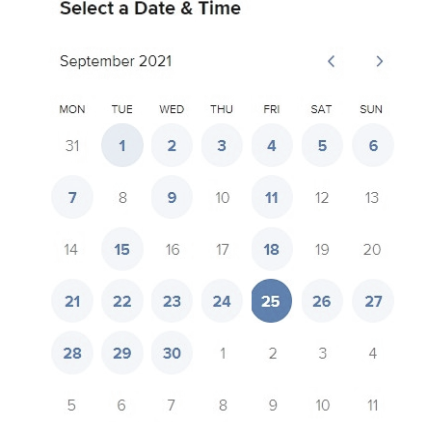 Select a Date & Time
September 2021
MON TUE WED THU FRI SAT SUN
31 1 2 3 4 5 6
7 8 9 10 11 12 13
14 15 16 17 18 19 20
21 22 23 24 25 26 27
28 29 30 1 2 3 4
5 6 7 8 9 10 11